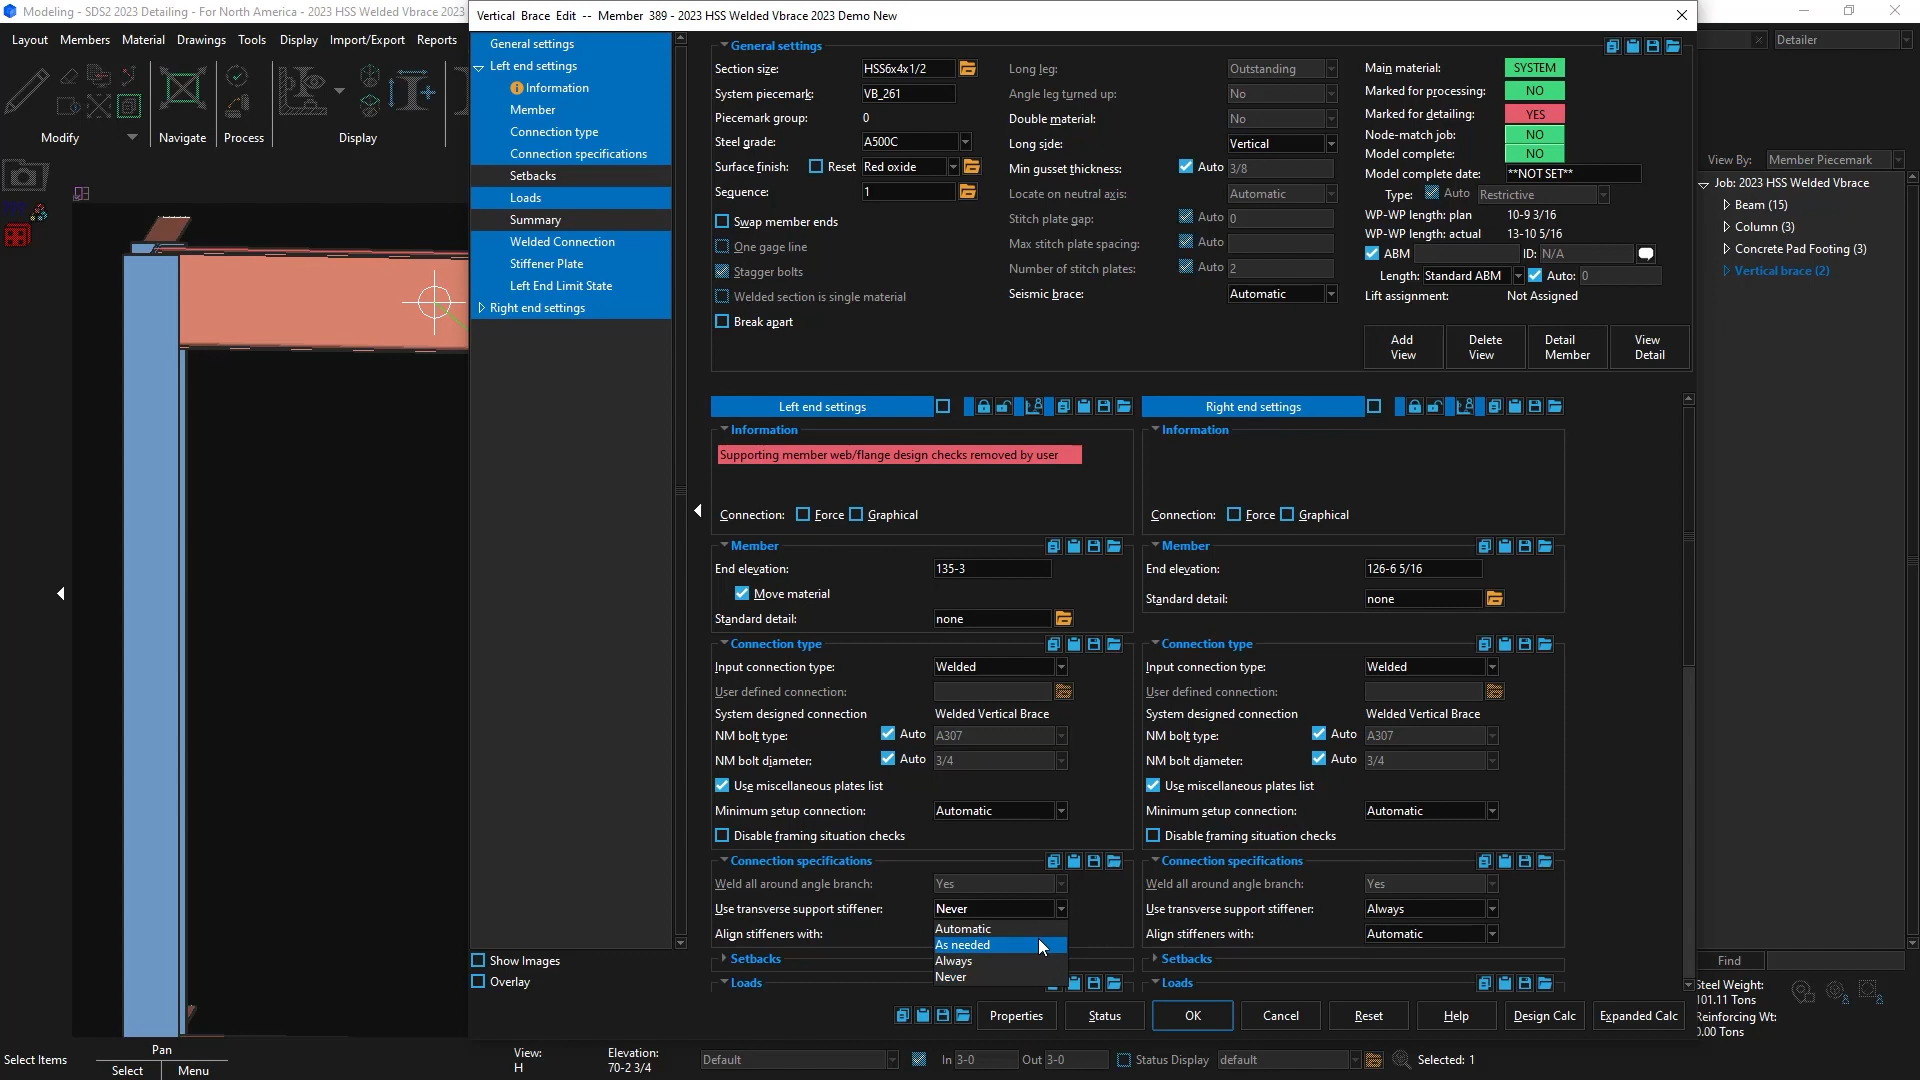 Modeling - SDS2 2023 Detailing - For North America - 2023 HSS Welded Vbrace 2023
Vertical Brace Edit -- Member 389 - 2023 HSS Welded Vbrace 2023 Demo New
Layout Members Material Drawings Tools Display Import/Export Reports
Detailer
Modify Navigate Process Display
General settings
Left end settings
Information
Member
Connection type
Connection specifications
Setbacks
Loads
Summary
Welded Connection
Stiffener Plate
Left End Limit State
Right end settings
Show Images
Overlay
General settings
Section size: HSS6x4x1/2
System piecemark: VB_261
Piecemark group: 0
Steel grade: A500C
Surface finish: Reset Red oxide
Sequence: 1
Swap member ends
One gage line
Stagger bolts
Welded section is single material
Break apart
Long leg: Outstanding
Angle leg turned up: No
Double material: No
Long side: Vertical
Min gusset thickness: Auto 3/8
Locate on neutral axis: Automatic
Stitch plate gap: Auto 0
Max stitch plate spacing: Auto
Number of stitch plates: Auto 2
Seismic brace: Automatic
Main material: SYSTEM
Marked for processing: NO
Marked for detailing: YES
Node-match job: NO
Model complete: NO
Model complete date: **NOT SET**
Type: Auto Restrictive
WP-WP length: plan 10-9 3/16
WP-WP length: actual 13-10 5/16
ABM ID: N/A
Length: Standard ABM Auto: 0
Lift assignment: Not Assigned
Add View
Delete View
Detail Member
View Detail
Left end settings
Information
Supporting member web/flange design checks removed by user
Connection: Force Graphical
Member
End elevation: 135-3
Move material
Standard detail: none
Connection type
Input connection type: Welded
User defined connection:
System designed connection Welded Vertical Brace
NM bolt type: Auto A307
NM bolt diameter: Auto 3/4
Use miscellaneous plates list
Minimum setup connection: Automatic
Disable framing situation checks
Connection specifications
Weld all around angle branch: Yes
Use transverse support stiffener: Never
Automatic
As needed
Always
Never
Align stiffeners with:
Setbacks
Loads
Right end settings
Information
Connection: Force Graphical
Member
End elevation: 126-6 5/16
Standard detail: none
Connection type
Input connection type: Welded
User defined connection:
System designed connection Welded Vertical Brace
NM bolt type: Auto A307
NM bolt diameter: Auto 3/4
Use miscellaneous plates list
Minimum setup connection: Automatic
Disable framing situation checks
Connection specifications
Weld all around angle branch: Yes
Use transverse support stiffener: Always
Align stiffeners with: Automatic
Setbacks
Loads
Properties Status OK Cancel Reset Help Design Calc Expanded Calc
View By: Member Piecemark
Job: 2023 HSS Welded Vbrace
Beam (15)
Column (3)
Concrete Pad Footing (3)
Vertical brace (2)
Find
Steel Weight:
101.11 Tons
Reinforcing Wt:
0.00 Tons
Select Items
Pan
Select Menu
View:
H
Elevation:
70-2 3/4
Default In 3-0 Out 3-0 Status Display default Selected: 1